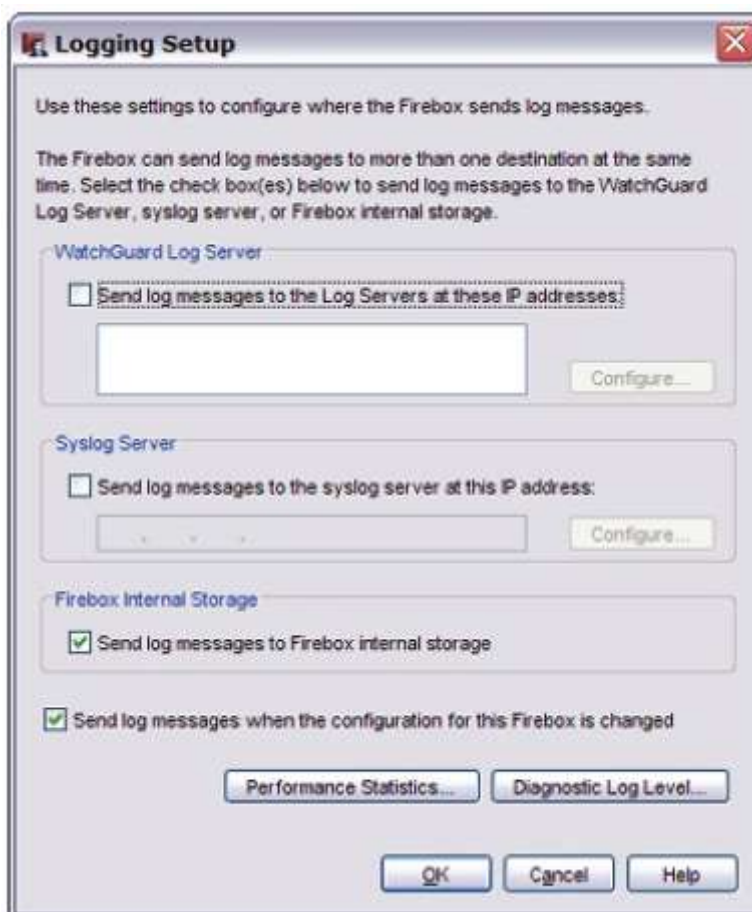 Logging Setup
Use these settings to configure where the Firebox sends log messages.
The Firebox can send log messages to more than one destination at the same
time. Select the check box(es) below to send log messages to the WatchGuard
Log Server, syslog server, or Firebox internal storage.
WatchGuard Log Server
Send log messages to the Log Servers at these IP addresses:
Configure...
Syslog Server
Send log messages to the syslog server at this IP address:
. . .
Configure...
Firebox Internal Storage
Send log messages to Firebox internal storage
Send log messages when the configuration for this Firebox is changed
Performance Statistics... Diagnostic Log Level...
OK Cancel Help